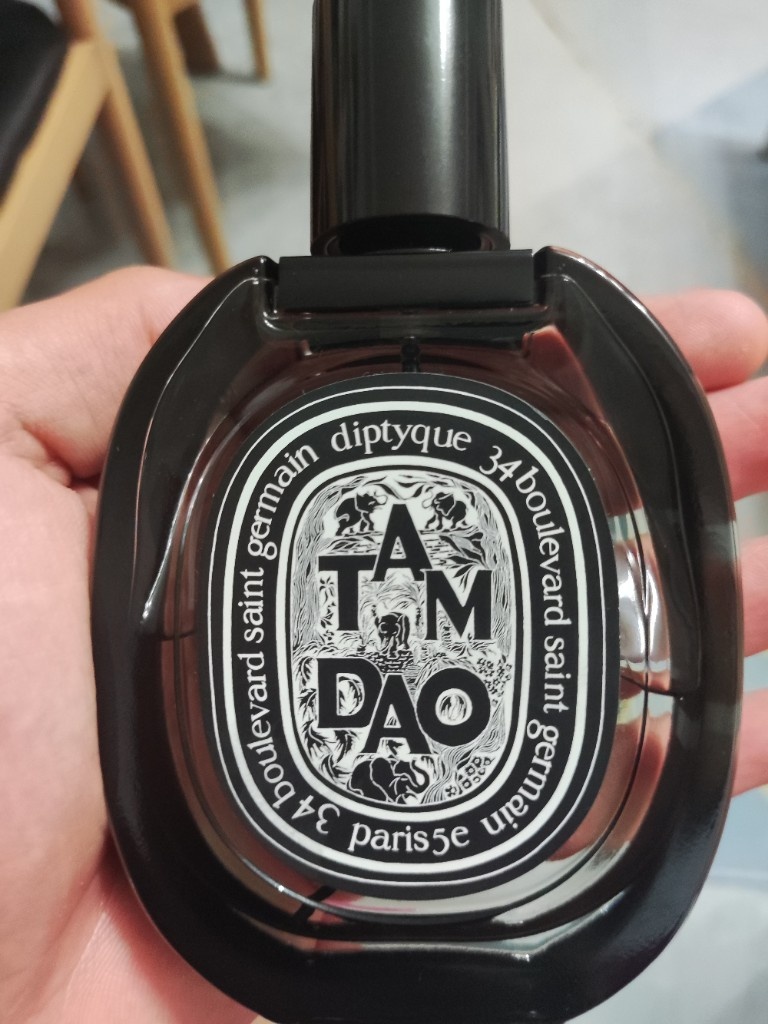 diptyque
34 boulevard saint germain
paris5e
34 boulevard saint germain
TAM
DAO